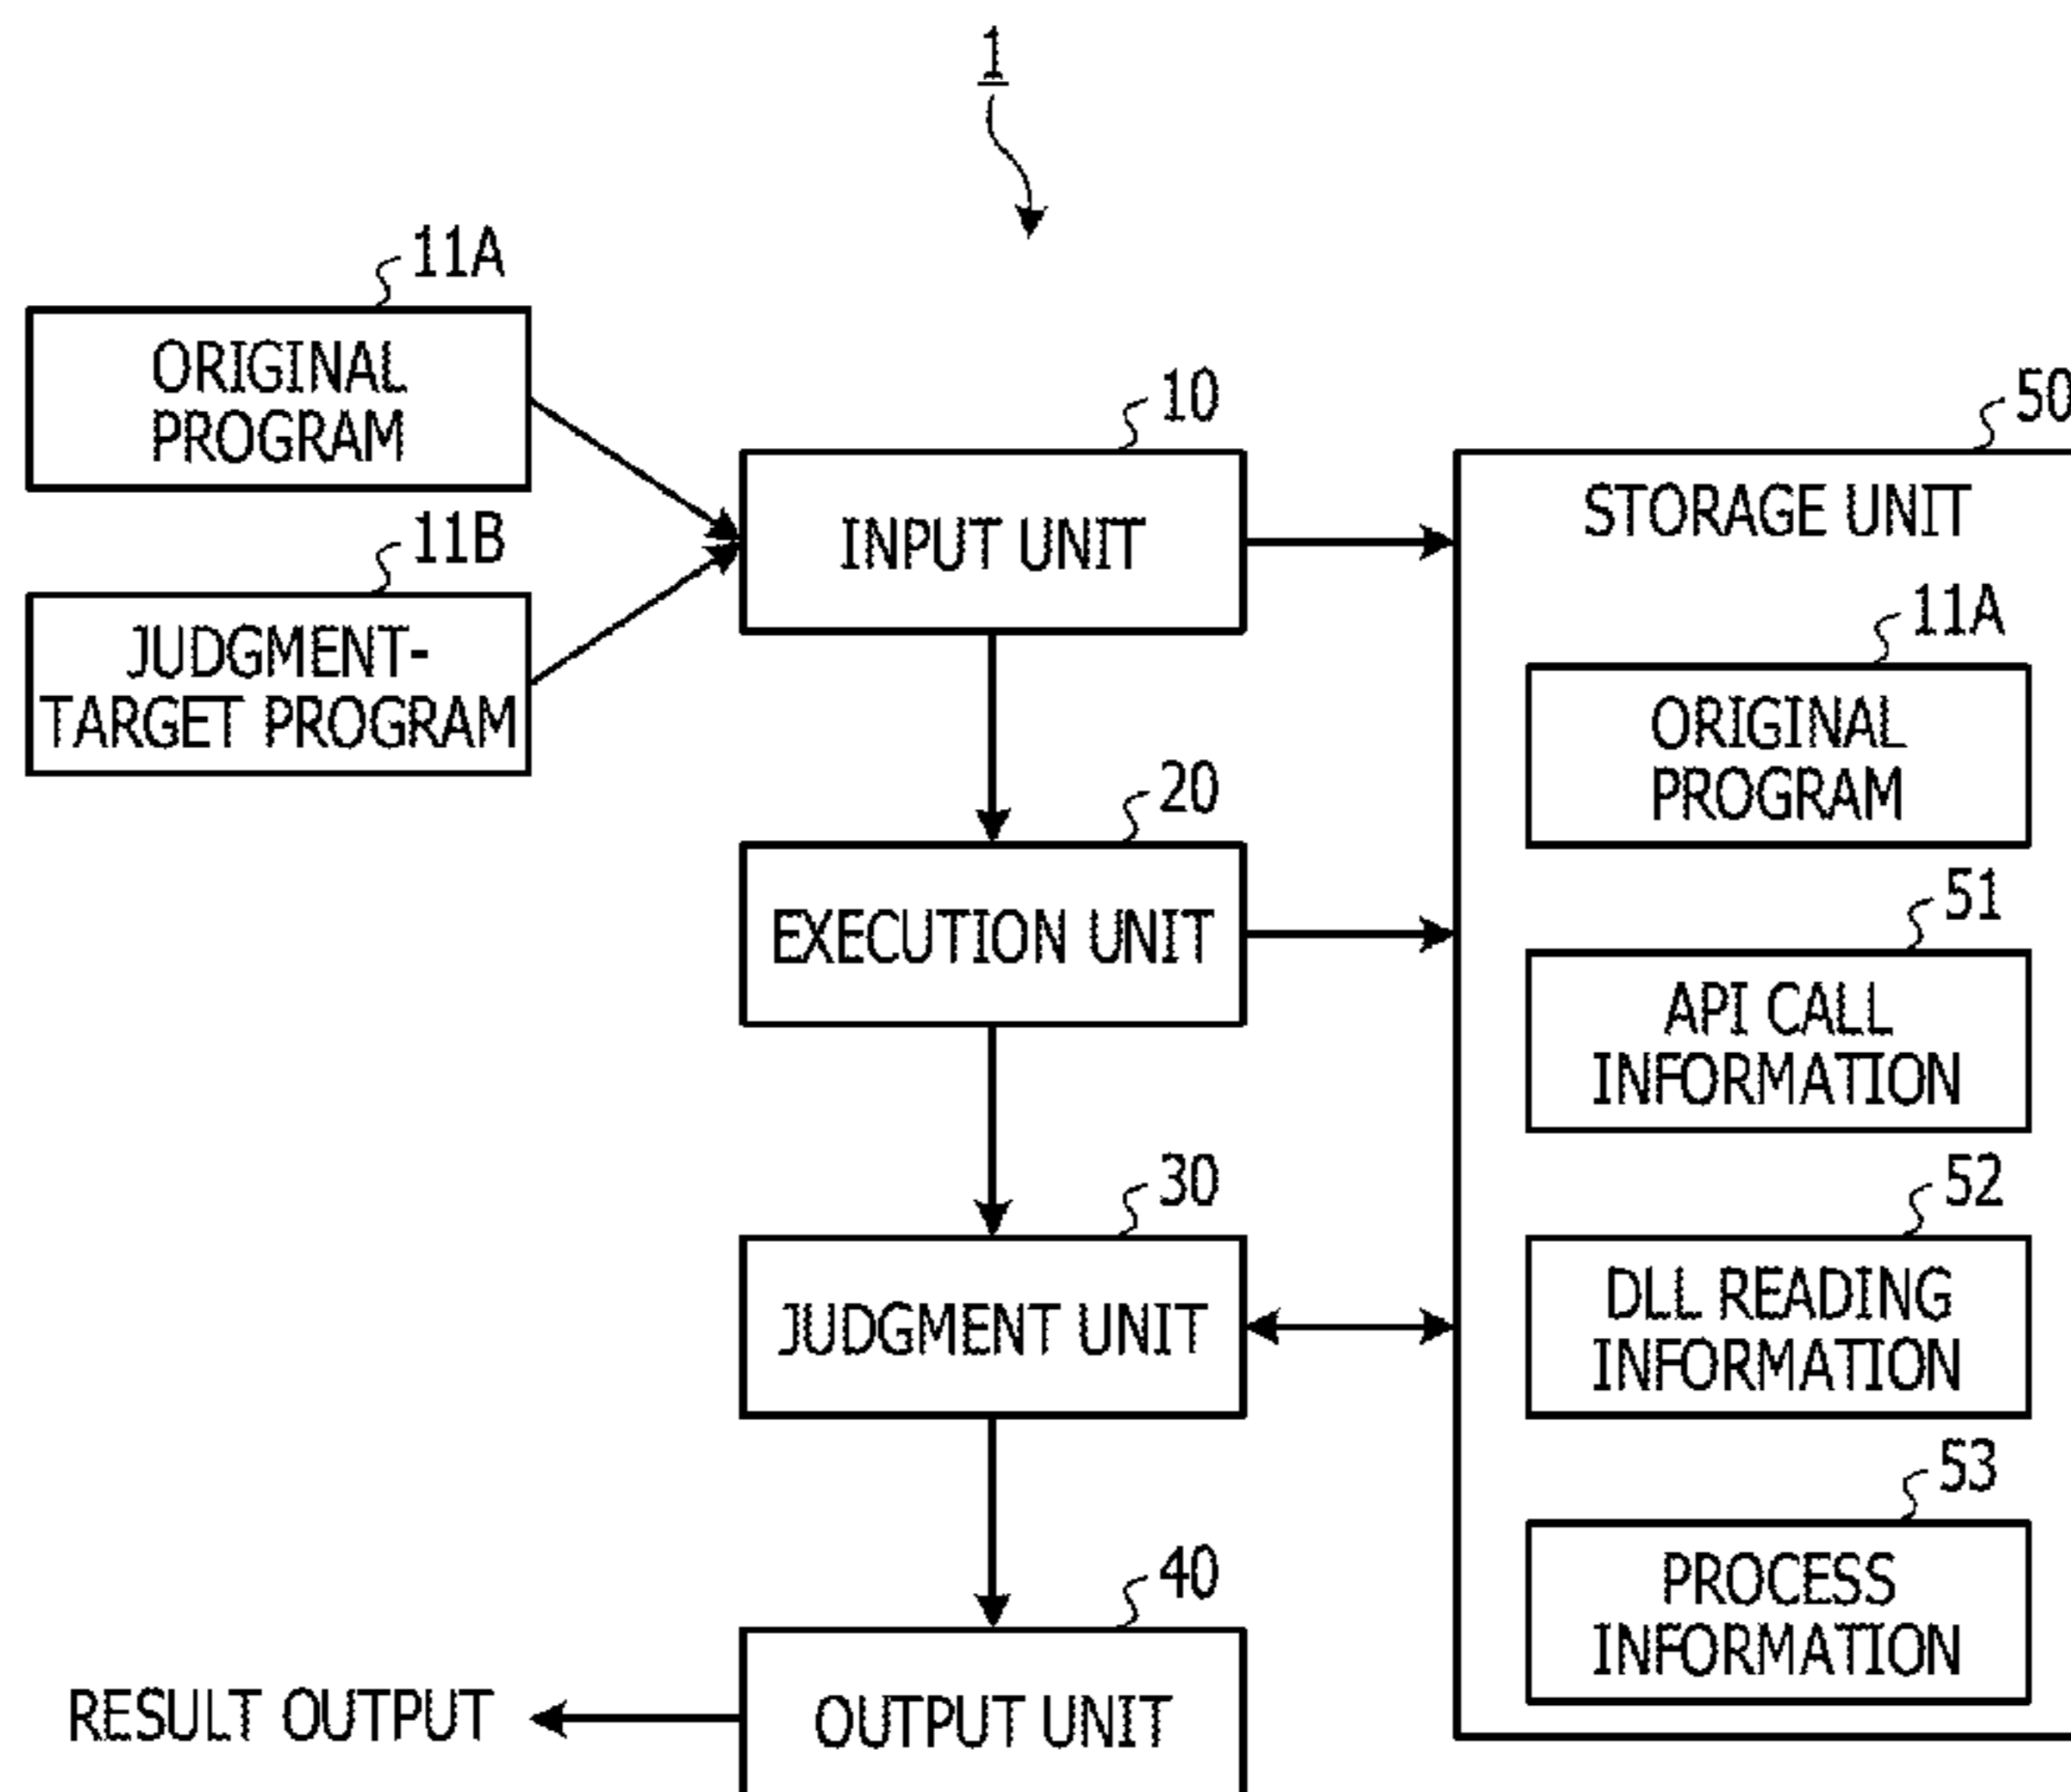 1
11A
ORIGINAL
PROGRAM
11B
JUDGMENT-
TARGET PROGRAM
10
INPUT UNIT
20
EXECUTION UNIT
30
JUDGMENT UNIT
40
OUTPUT UNIT
RESULT OUTPUT
50
STORAGE UNIT
11A
ORIGINAL
PROGRAM
51
API CALL
INFORMATION
52
DLL READING
INFORMATION
53
PROCESS
INFORMATION